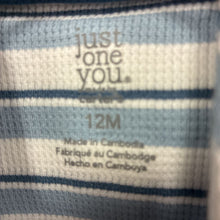 just
one
you.®
carter's
12M
Made in Cambodia
Fabriqué au Cambodge
Hecho en Camboya